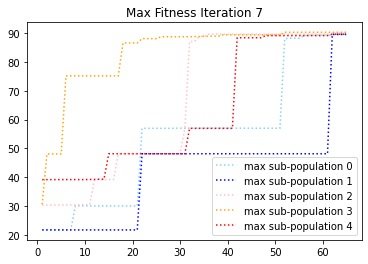 Max Fitness Iteration 7
90
80
70
60
50
40
30
20
max sub-population 0
max sub-population 1
max sub-population 2
max sub-population 3
max sub-population 4
0 10 20 30 40 50 60